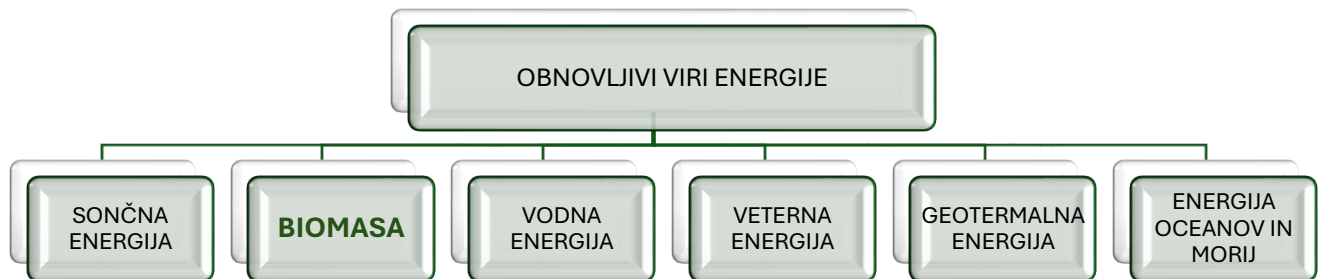 OBNOVLJIVI VIRI ENERGIJE
SONČNA
ENERGIJA
BIOMASA
VODNA
ENERGIJA
VETERNA
ENERGIJA
GEOTERMALNA
ENERGIJA
ENERGIJA
OCEANOV IN
MORIJ